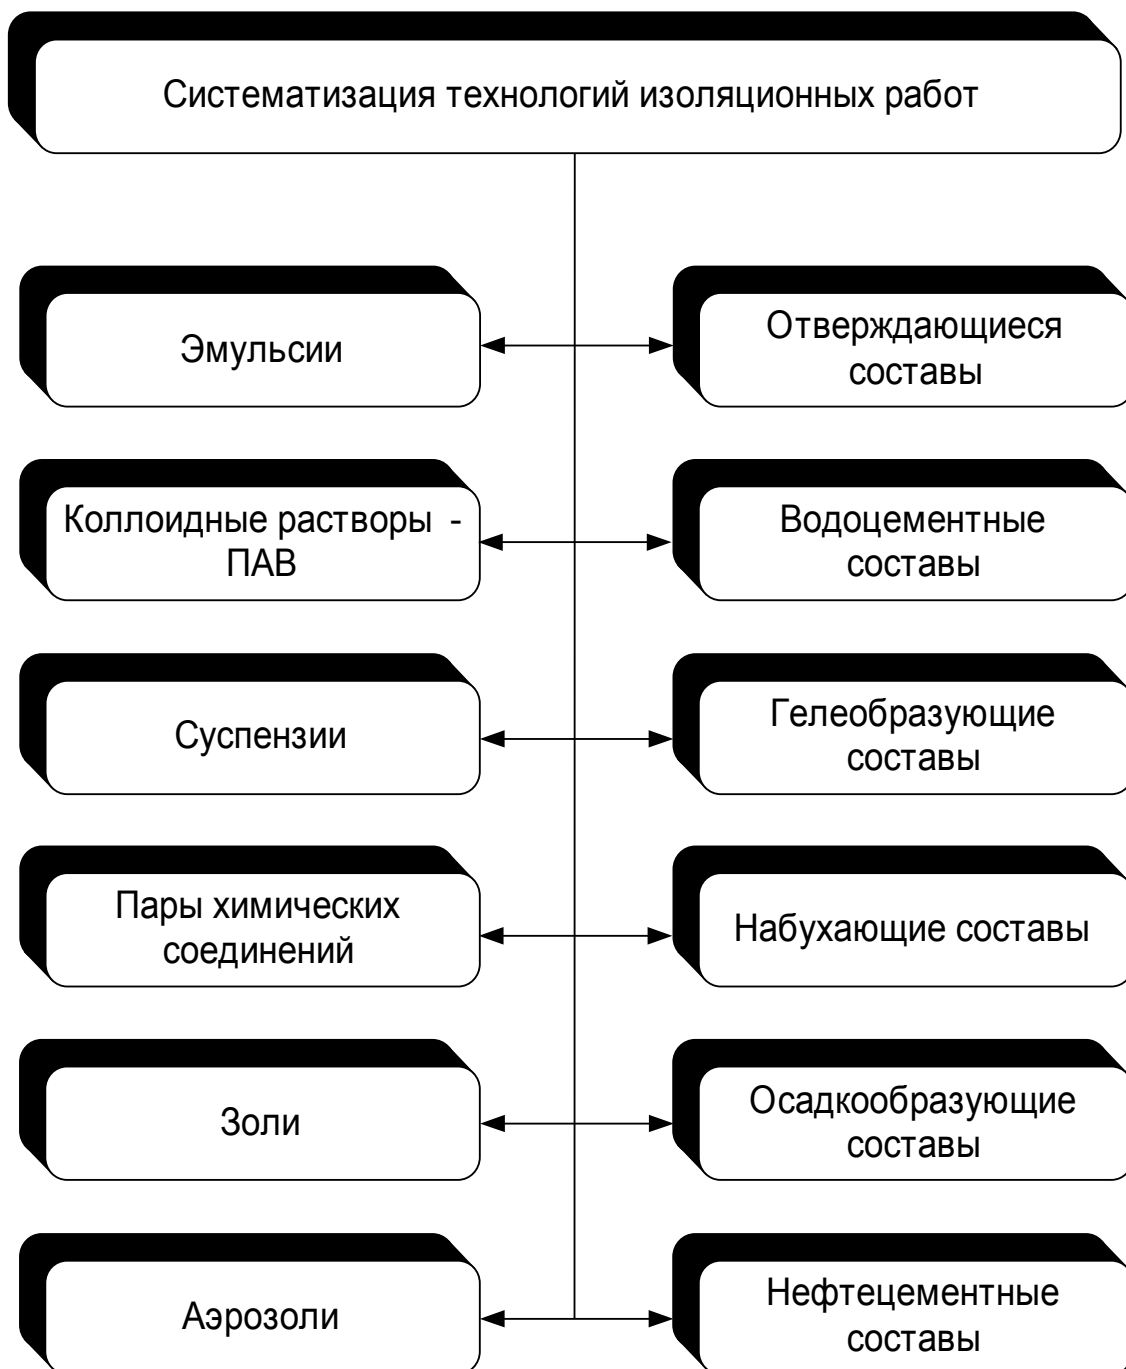 Систематизация технологий изоляционных работ
Эмульсии
Отверждающиеся
составы
Коллоидные растворы -
ПАВ
Водоцементные
составы
Суспензии
Гелеобразующие
составы
Пары химических
соединений
Набухающие составы
Золи
Осадкообразующие
составы
Аэрозоли
Нефтецементные
составы